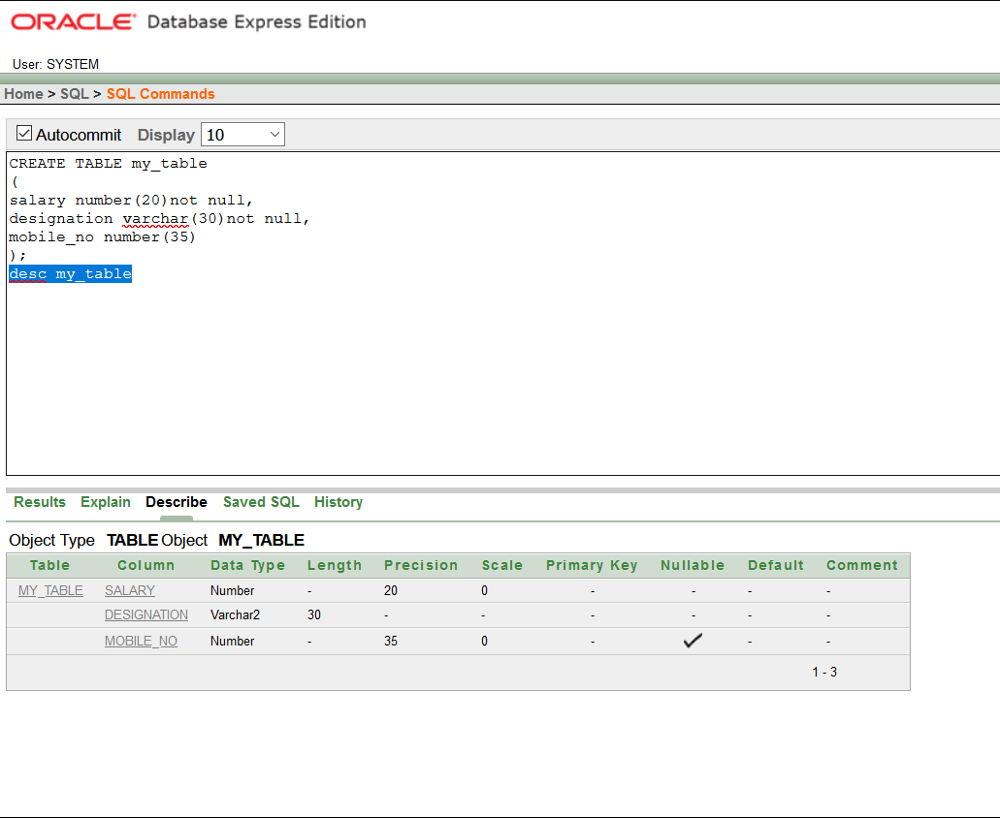 ORACLE Database Express Edition
User: SYSTEM
Home > SQL > SQL Commands
Autocommit Display 10
CREATE TABLE my_table
(
salary number(20)not null,
designation varchar(30)not null,
mobile_no number(35)
);
desc my_table
Results Explain Describe Saved SQL History
Object Type TABLE Object MY_TABLE
Table Column Data Type Length Precision Scale Primary Key Nullable Default Comment
MY_TABLE SALARY Number - 20 0 - - - -
DESIGNATION Varchar2 30 - - - - - -
MOBILE_NO Number - 35 0 - - -
1 - 3